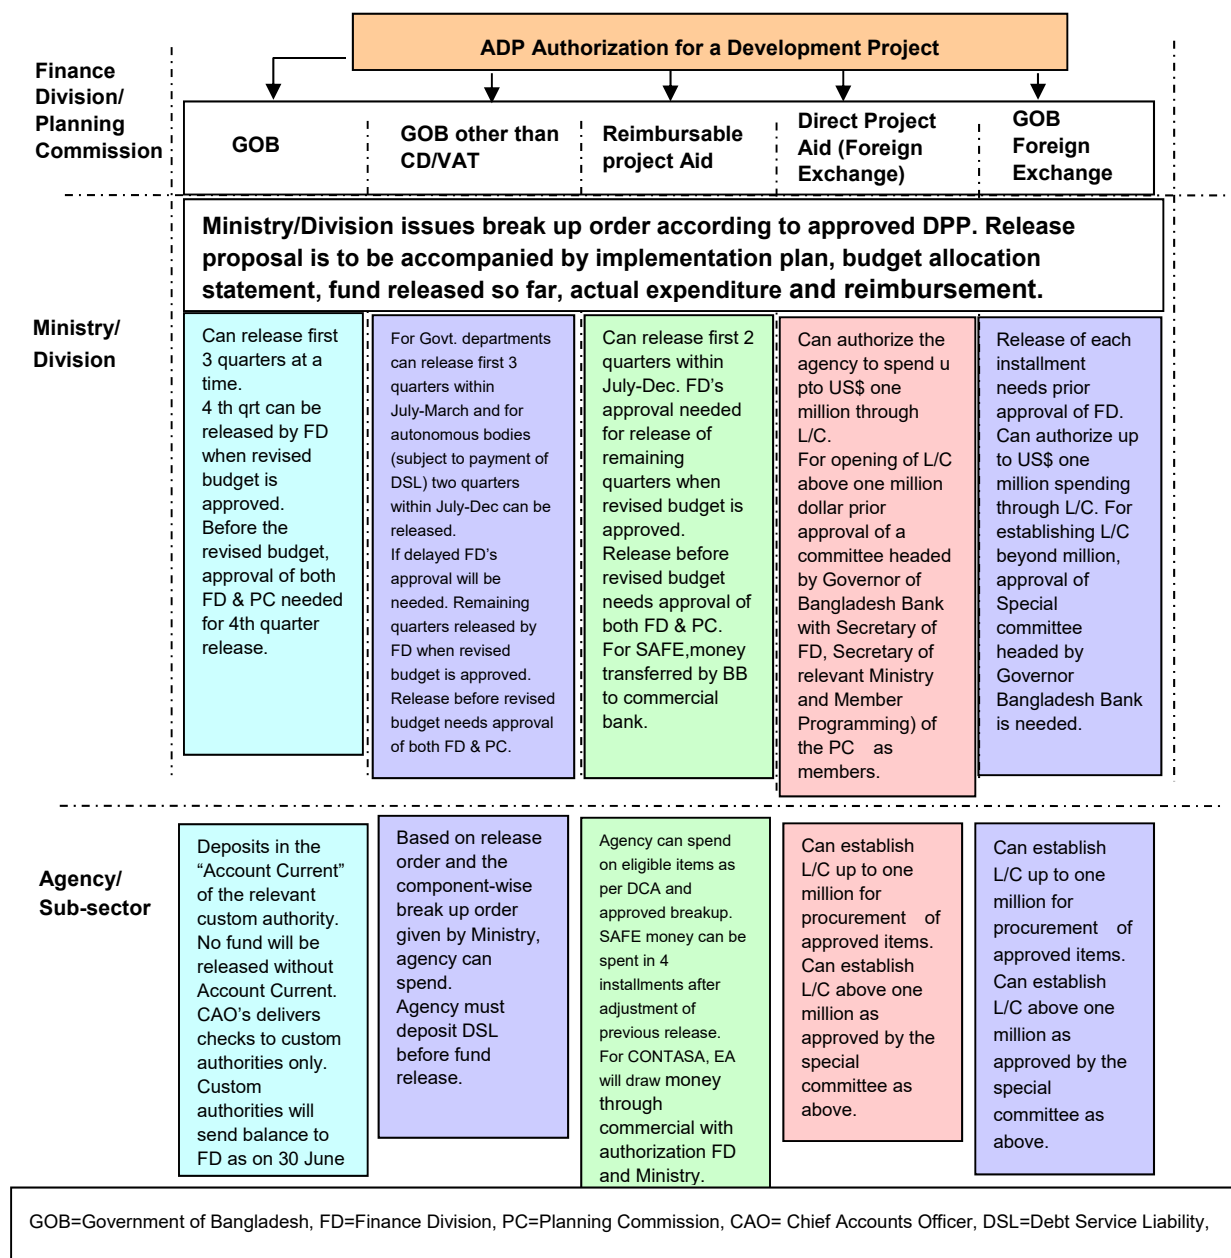 ADP Authorization for a Development Project
Finance
Division/
Planning
Commission
GOB
GOB other than
CD/VAT
Reimbursable
project Aid
Direct Project
Aid (Foreign
Exchange)
GOB
Foreign
Exchange
Ministry/Division issues break up order according to approved DPP. Release
proposal is to be accompanied by implementation plan, budget allocation
statement, fund released so far, actual expenditure and reimbursement.
Ministry/
Division
Can release first
3 quarters at a
time.
4 th qrt can be
released by FD
when revised
budget is
approved.
Before the
revised budget,
approval of both
FD & PC needed
for 4th quarter
release.
For Govt. departments
can release first 3
quarters within
July-March and for
autonomous bodies
(subject to payment of
DSL) two quarters
within July-Dec can be
released.
If delayed FD's
approval will be
needed. Remaining
quarters released by
FD when revised
budget is approved.
Release before revised
budget needs approval
of both FD & PC.
Can release first 2
quarters within
July-Dec. FD's
approval needed
for release of
remaining
quarters when
revised budget is
approved.
Release before
revised budget
needs approval of
both FD & PC.
For SAFE,money
transferred by BB
to commercial
bank.
Can authorize the
agency to spend u
pto US$ one
million through
L/C.
For opening of L/C
above one million
dollar prior
approval of a
committee headed
by Governor of
Bangladesh Bank
with Secretary of
FD, Secretary of
relevant Ministry
and Member
Programming) of
the PC as
members.
Release of each
installment
needs prior
approval of FD.
Can authorize up
to US$ one
million spending
through L/C. For
establishing L/C
beyond million,
approval of
Special
committee
headed by
Governor
Bangladesh Bank
is needed.
Agency/
Sub-sector
Deposits in the
“Account Current”
of the relevant
custom authority.
No fund will be
released without
Account Current.
CAO's delivers
checks to custom
authorities only.
Custom
authorities will
send balance to
FD as on 30 June
Based on release
order and the
component-wise
break up order
given by Ministry,
agency can
spend.
Agency must
deposit DSL
before fund
release.
Agency can spend
on eligible items as
per DCA and
approved breakup.
SAFE money can be
spent in 4
installments after
adjustment of
previous release.
For CONTASA, EA
will draw money
through
commercial with
authorization FD
and Ministry.
Can establish
L/C up to one
million for
procurement of
approved items.
Can establish
L/C above one
million as
approved by the
special
committee as
above.
Can establish
L/C up to one
million for
procurement of
approved items.
Can establish
L/C above one
million as
approved by the
special
committee as
above.
GOB=Government of Bangladesh, FD=Finance Division, PC=Planning Commission, CAO= Chief Accounts Officer, DSL=Debt Service Liability,